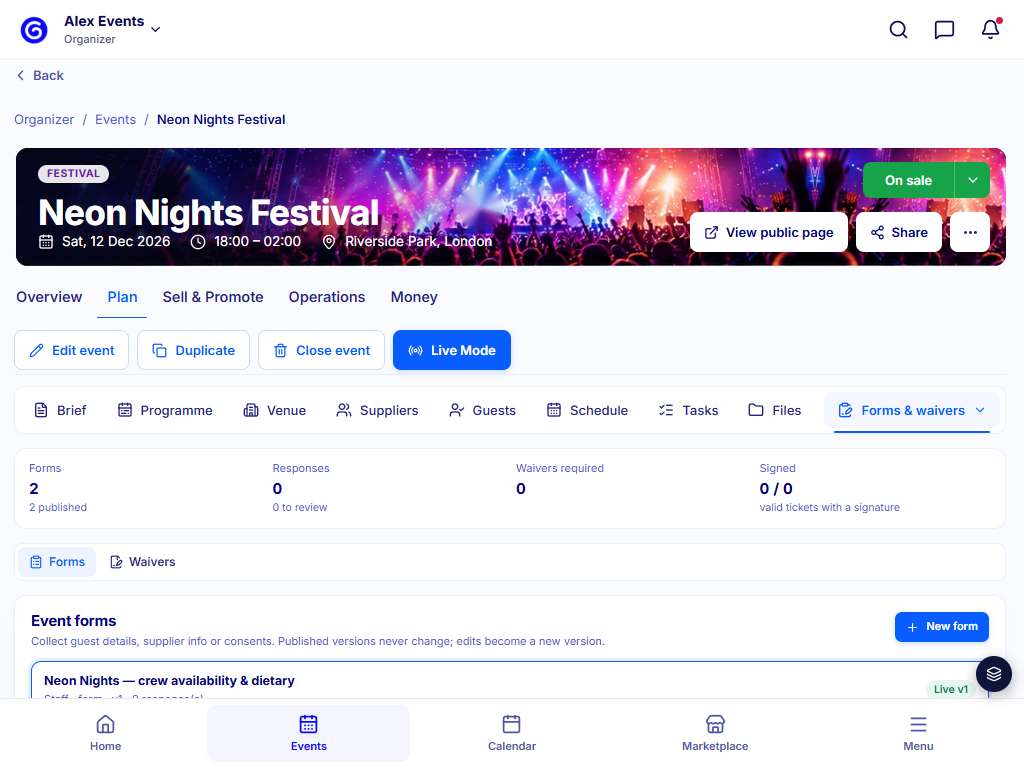 Alex Events
Organizer
Back
Organizer / Events / Neon Nights Festival
FESTIVAL
On sale
Neon Nights Festival
Sat, 12 Dec 2026 18:00 – 02:00 Riverside Park, London
View public page Share
Overview Plan Sell & Promote Operations Money
Edit event Duplicate Close event Live Mode
Brief Programme Venue Suppliers Guests Schedule Tasks Files Forms & waivers
Forms Responses Waivers required Signed
2 0 0 0 / 0
2 published 0 to review valid tickets with a signature
Forms Waivers
Event forms
New form
Collect guest details, supplier info or consents. Published versions never change; edits become a new version.
Neon Nights — crew availability & dietary
Live v1
Home Events Calendar Marketplace Menu